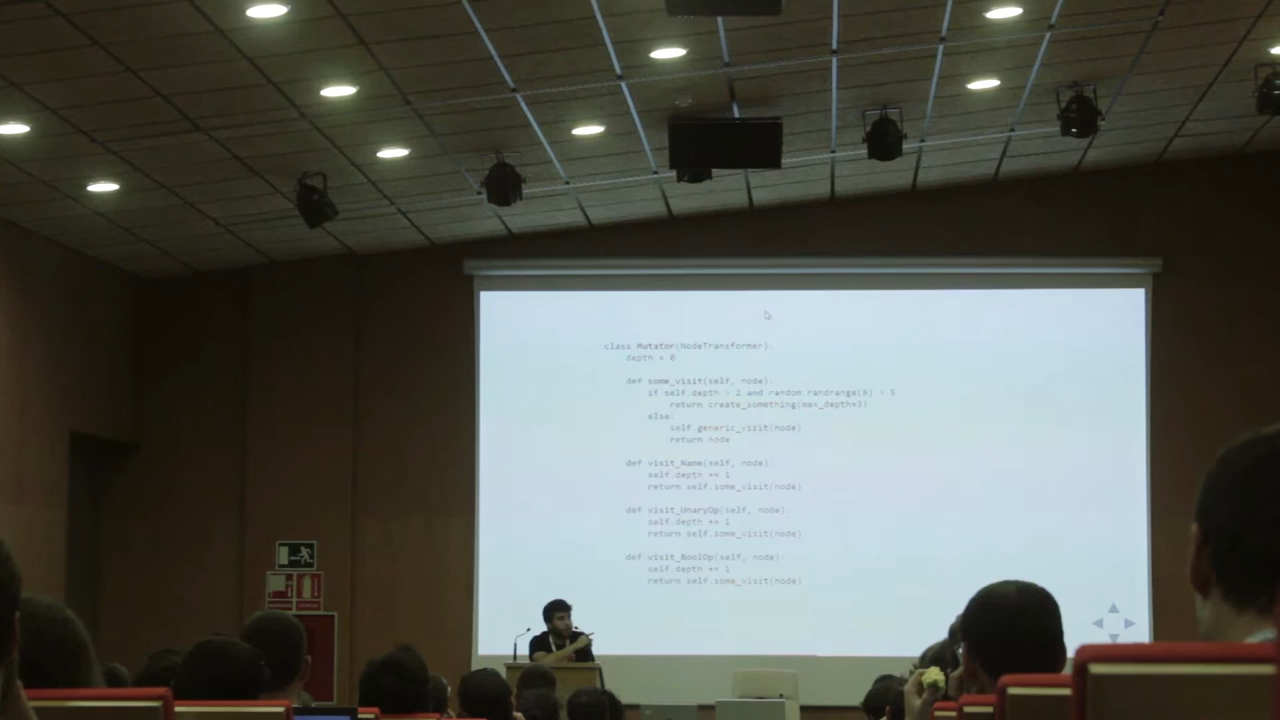 class Mutator(NodeTransformer):
    depth = 0
    def some_visit(self, node):
        if self.depth > 2 and random.randrange(9) > 5
            return create_something(max_depth=3)
        else:
            self.generic_visit(node)
            return node
    def visit_Name(self, node):
        self.depth += 1
        return self.some_visit(node)
    def visit_UnaryOp(self, node):
        self.depth += 1
        return self.some_visit(node)
    def visit_BoolOp(self, node):
        self.depth += 1
        return self.some_visit(node)